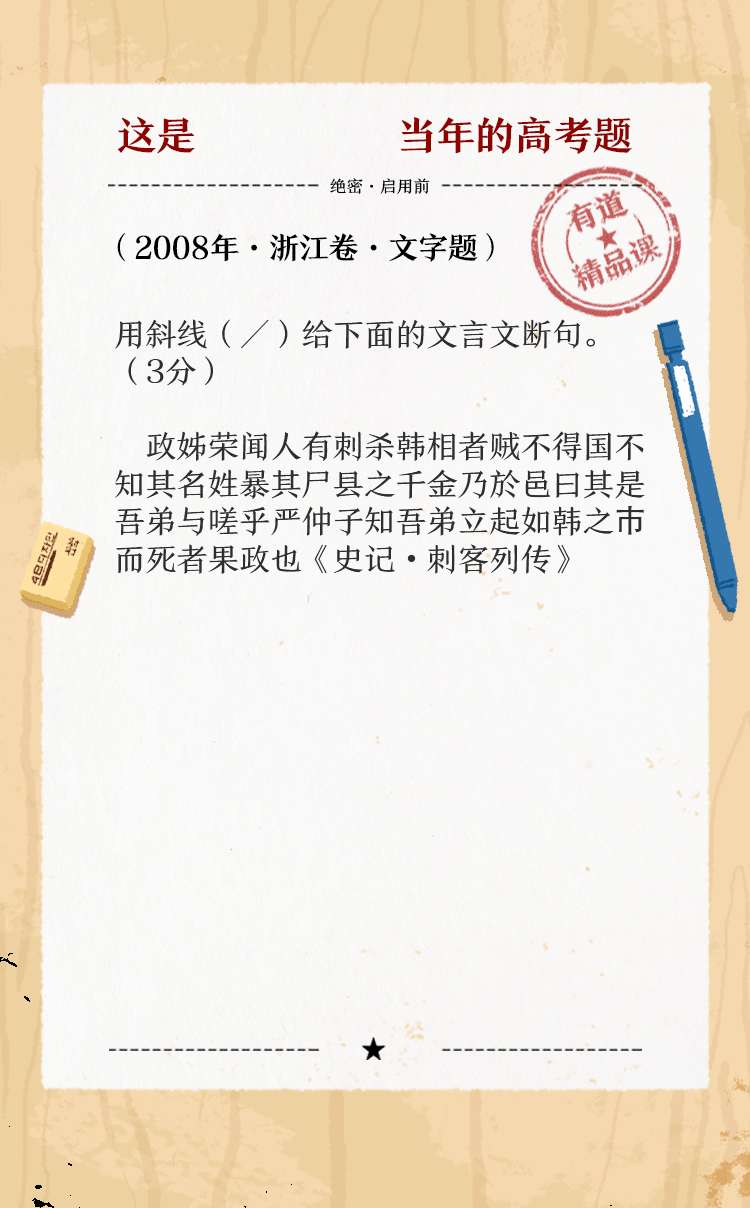 这是 当年的高考题
绝密·启用前
有道
精品课
（2008年·浙江卷·文字题）
用斜线（／）给下面的文言文断句。
（3分）
政姊荣闻人有刺杀韩相者贼不得国不
知其名姓暴其尸县之千金乃於邑曰其是
吾弟与嗟乎严仲子知吾弟立起如韩之市
而死者果政也《史记·刺客列传》